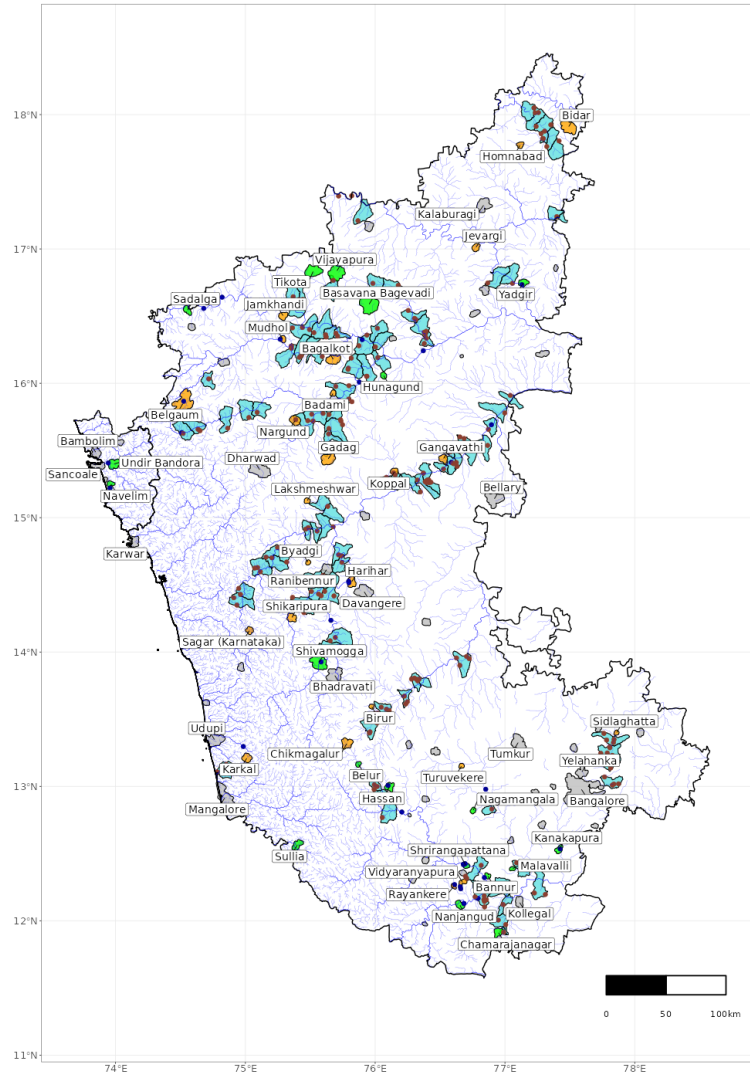 18°N
Bidar
Homnabad
Kalaburagi
17°N
Jevargi
Vijayapura
Tikota
Basavana Bagevadi
Yadgir
Sadalga
Jamkhandi
Mudhol
Bagalkot
16°N
Hunagund
Belgaum
Badami
Nargund
Bambolim
Undir Bandora
Dharwad
Gadag
Gangavathi
Sancoale
Navelim
Koppal
Lakshmeshwar
Bellary
15°N
Karwar
Byadgi
Harihar
Ranibennur
Davangere
Shikaripura
Sagar (Karnataka)
14°N
Shivamogga
Bhadravati
Udupi
Birur
Sidlaghatta
Chikmagalur
Tumkur
Yelahanka
Karkal
13°N
Belur
Turuvekere
Mangalore
Hassan
Nagamangala
Bangalore
Kanakapura
Sullia
Shrirangapattana
Vidyaranyapura
Malavalli
Rayankere
Bannur
12°N
Nanjangud
Kollegal
Chamarajanagar
0 50 100km
11°N
74°E 75°E 76°E 77°E 78°E